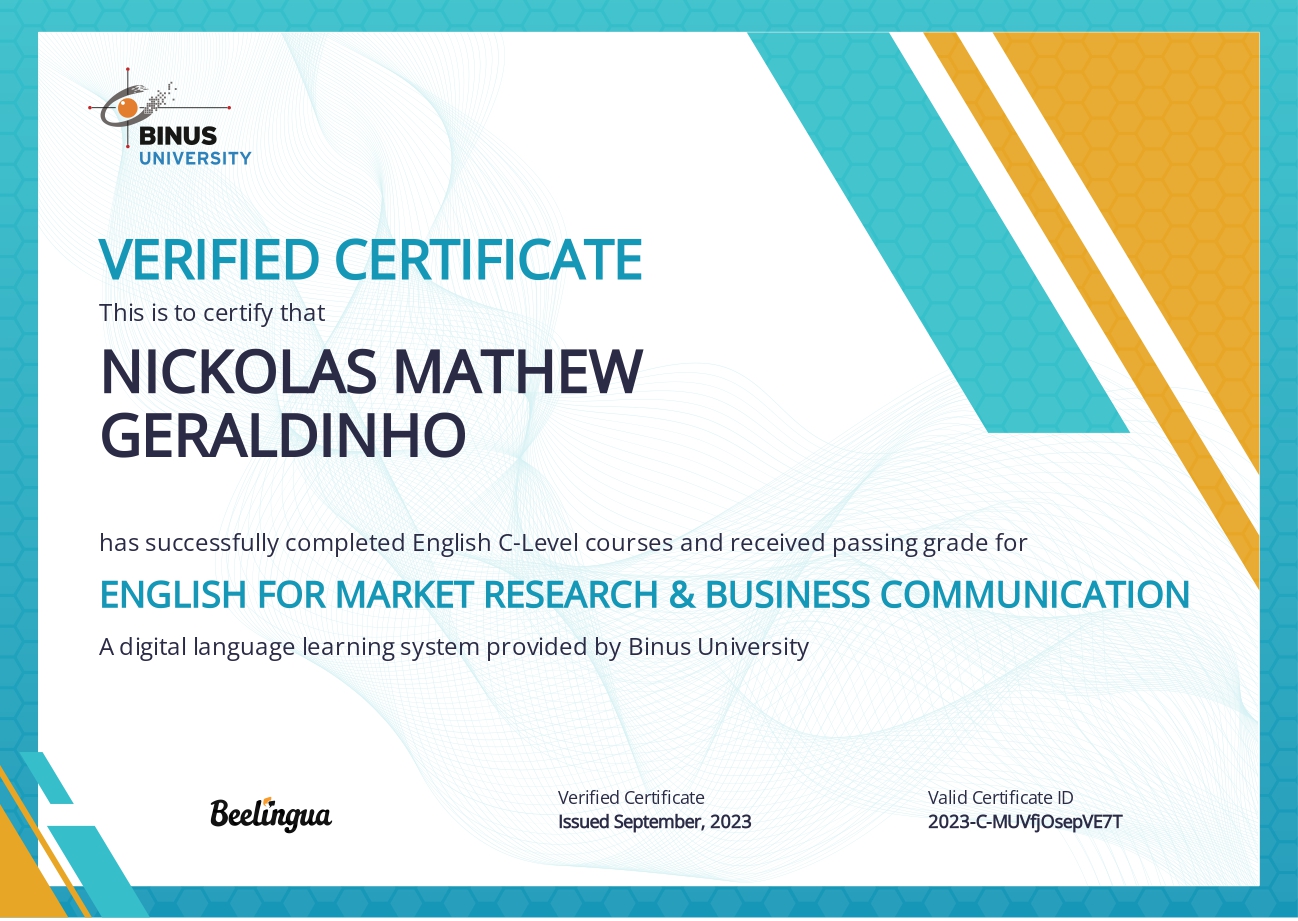 BINUS
UNIVERSITY
VERIFIED CERTIFICATE
This is to certify that
NICKOLAS MATHEW
GERALDINHO
has successfully completed English C-Level courses and received passing grade for
ENGLISH FOR MARKET RESEARCH & BUSINESS COMMUNICATION
A digital language learning system provided by Binus University
Beelingua
Verified Certificate
Issued September, 2023
Valid Certificate ID
2023-C-MUVfjOsepVE7T